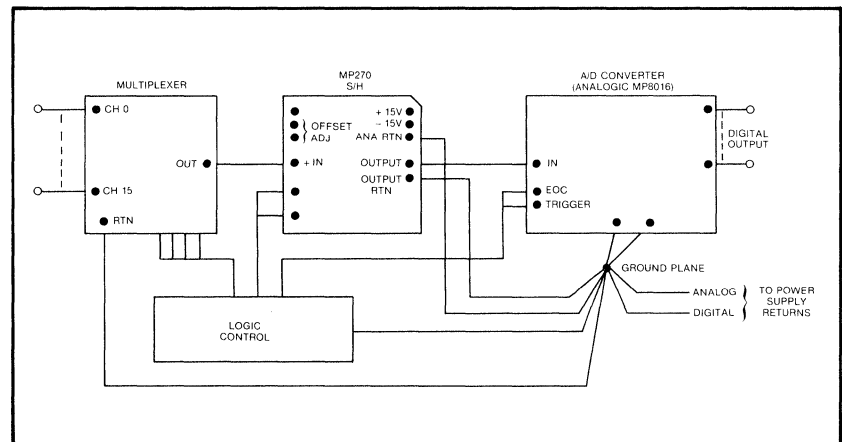 MULTIPLEXER
CH 0
OUT
CH 15
RTN
MP270
S/H
+ 15V
OFFSET
ADJ
− 15V
ANA RTN
+ IN
OUTPUT
OUTPUT
RTN
A/D CONVERTER
(ANALOGIC MP8016)
IN
EOC
TRIGGER
DIGITAL
OUTPUT
LOGIC
CONTROL
GROUND PLANE
ANALOG
DIGITAL
TO POWER
SUPPLY
RETURNS